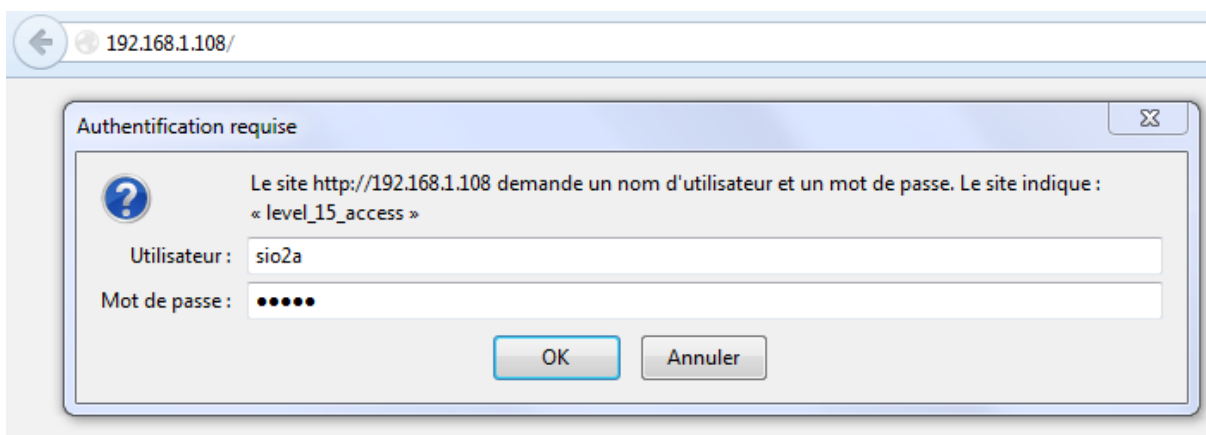 192.168.1.108/
Authentification requise
Le site http://192.168.1.108 demande un nom d'utilisateur et un mot de passe. Le site indique :
« level_15_access »
Utilisateur : sio2a
Mot de passe : •••••
OK Annuler